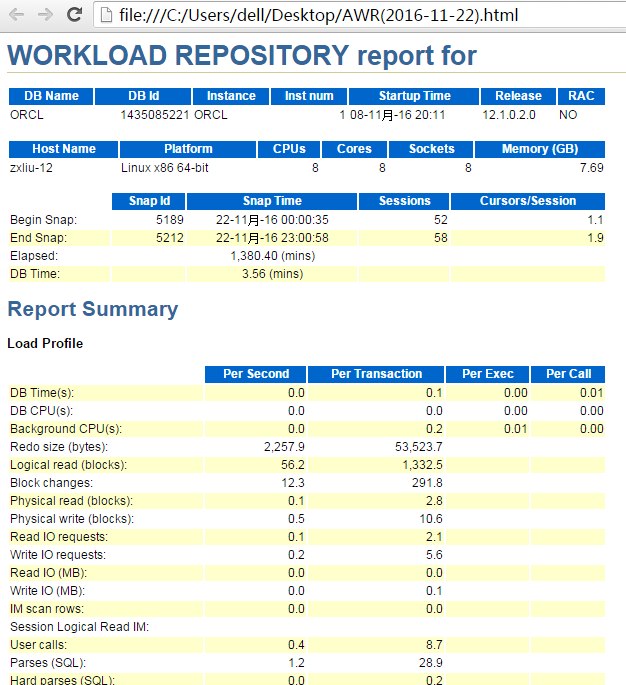 file:///C:/Users/dell/Desktop/AWR(2016-11-22).html
WORKLOAD REPOSITORY report for
DB Name DB Id Instance Inst num Startup Time Release RAC
ORCL 1435085221 ORCL 1 08-11月-16 20:11 12.1.0.2.0 NO
Host Name Platform CPUs Cores Sockets Memory (GB)
zxliu-12 Linux x86 64-bit 8 8 8 7.69
Snap Id Snap Time Sessions Cursors/Session
Begin Snap: 5189 22-11月-16 00:00:35 52 1.1
End Snap: 5212 22-11月-16 23:00:58 58 1.9
Elapsed: 1,380.40 (mins)
DB Time: 3.56 (mins)
Report Summary
Load Profile
Per Second Per Transaction Per Exec Per Call
DB Time(s): 0.0 0.1 0.00 0.01
DB CPU(s): 0.0 0.0 0.00 0.00
Background CPU(s): 0.0 0.2 0.01 0.00
Redo size (bytes): 2,257.9 53,523.7
Logical read (blocks): 56.2 1,332.5
Block changes: 12.3 291.8
Physical read (blocks): 0.1 2.8
Physical write (blocks): 0.5 10.6
Read IO requests: 0.1 2.1
Write IO requests: 0.2 5.6
Read IO (MB): 0.0 0.0
Write IO (MB): 0.0 0.1
IM scan rows: 0.0 0.0
Session Logical Read IM:
User calls: 0.4 8.7
Parses (SQL): 1.2 28.9
Hard parses (SQL): 0.0 0.2